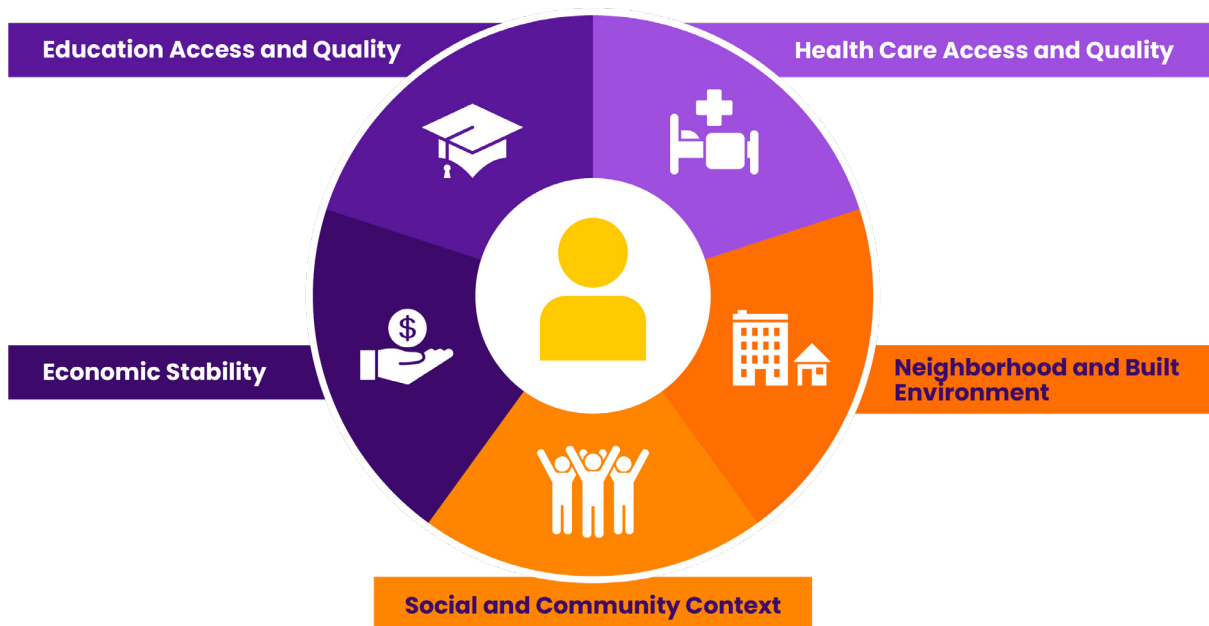 Education Access and Quality
Health Care Access and Quality
$
Economic Stability
Neighborhood and Built
Environment
Social and Community Context